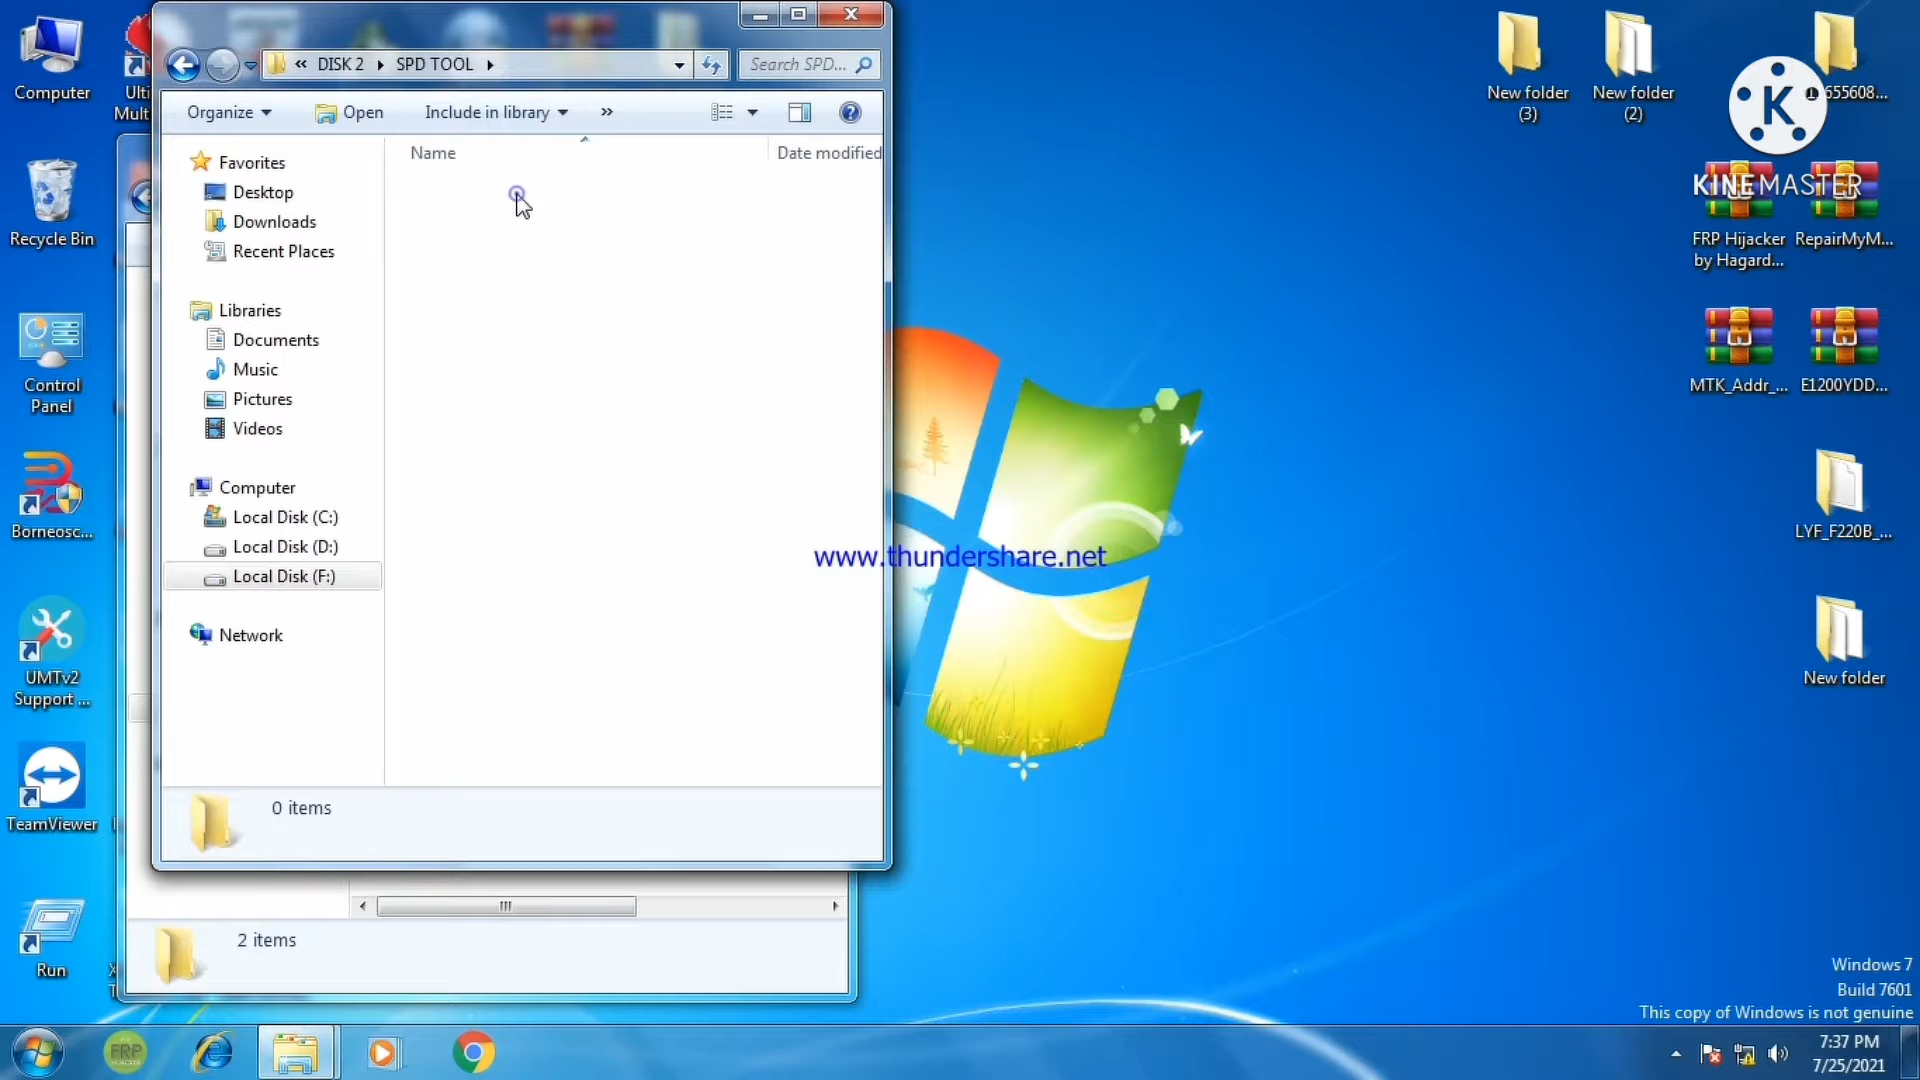 Computer
Ulti
Mult
Recycle Bin
Control
Panel
Borneosc...
UMTv2
Support ...
TeamViewer
Run
« DISK 2 ▸ SPD TOOL ▸
Search SPD...
Organize
Open
Include in library
»
Name
Date modified
Favorites
Desktop
Downloads
Recent Places
Libraries
Documents
Music
Pictures
Videos
Computer
Local Disk (C:)
Local Disk (D:)
Local Disk (F:)
Network
0 items
2 items
www.thundershare.net
New folder
(3)
New folder
(2)
655608...
K
KINEMASTER
FRP Hijacker
by Hagard...
RepairMyM...
MTK_Addr_...
E1200YDD...
LYF_F220B_...
New folder
Windows 7
Build 7601
This copy of Windows is not genuine
FRP
7:37 PM
7/25/2021